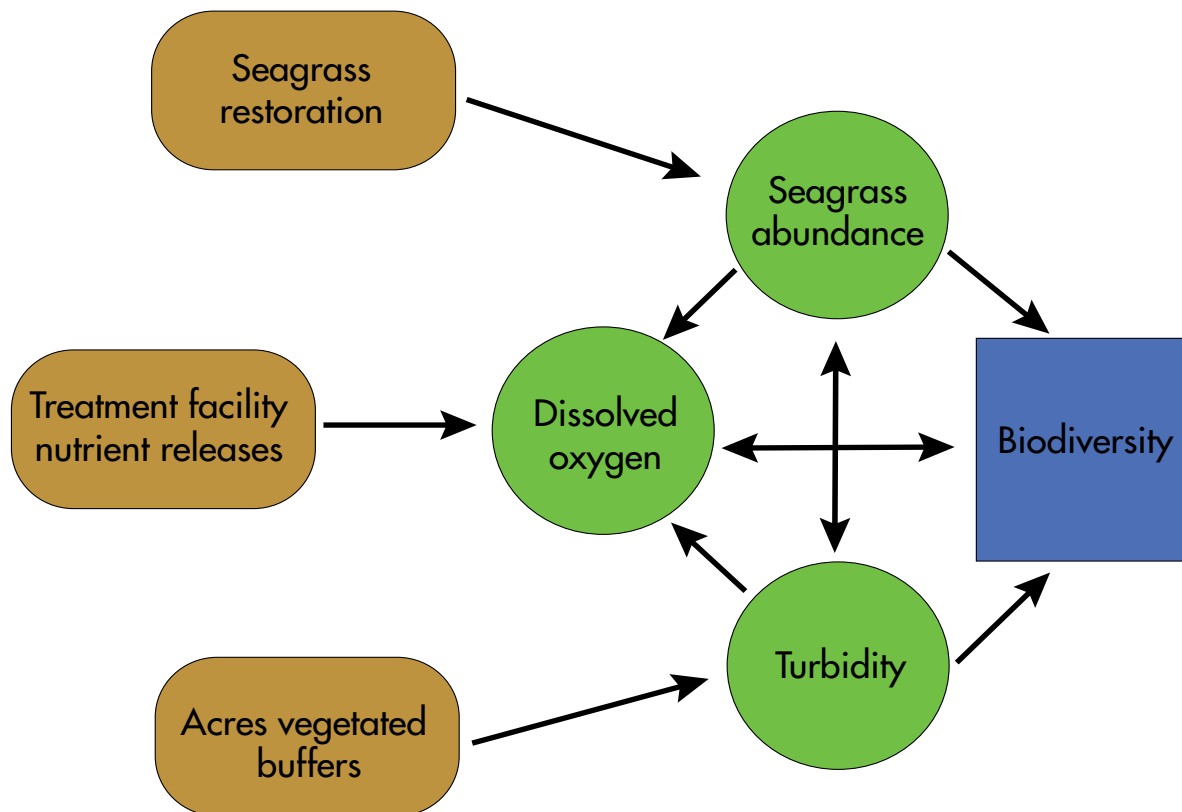 Seagrass
restoration
Seagrass
abundance
Treatment facility
nutrient releases
Dissolved
oxygen
Biodiversity
Turbidity
Acres vegetated
buffers